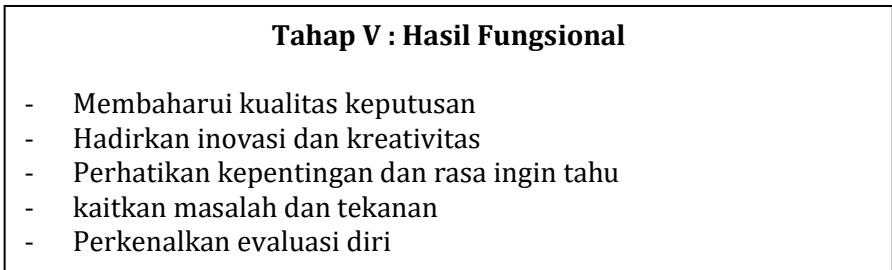 Tahap V : Hasil Fungsional
- Membaharui kualitas keputusan
- Hadirkan inovasi dan kreativitas
- Perhatikan kepentingan dan rasa ingin tahu
- kaitkan masalah dan tekanan
- Perkenalkan evaluasi diri